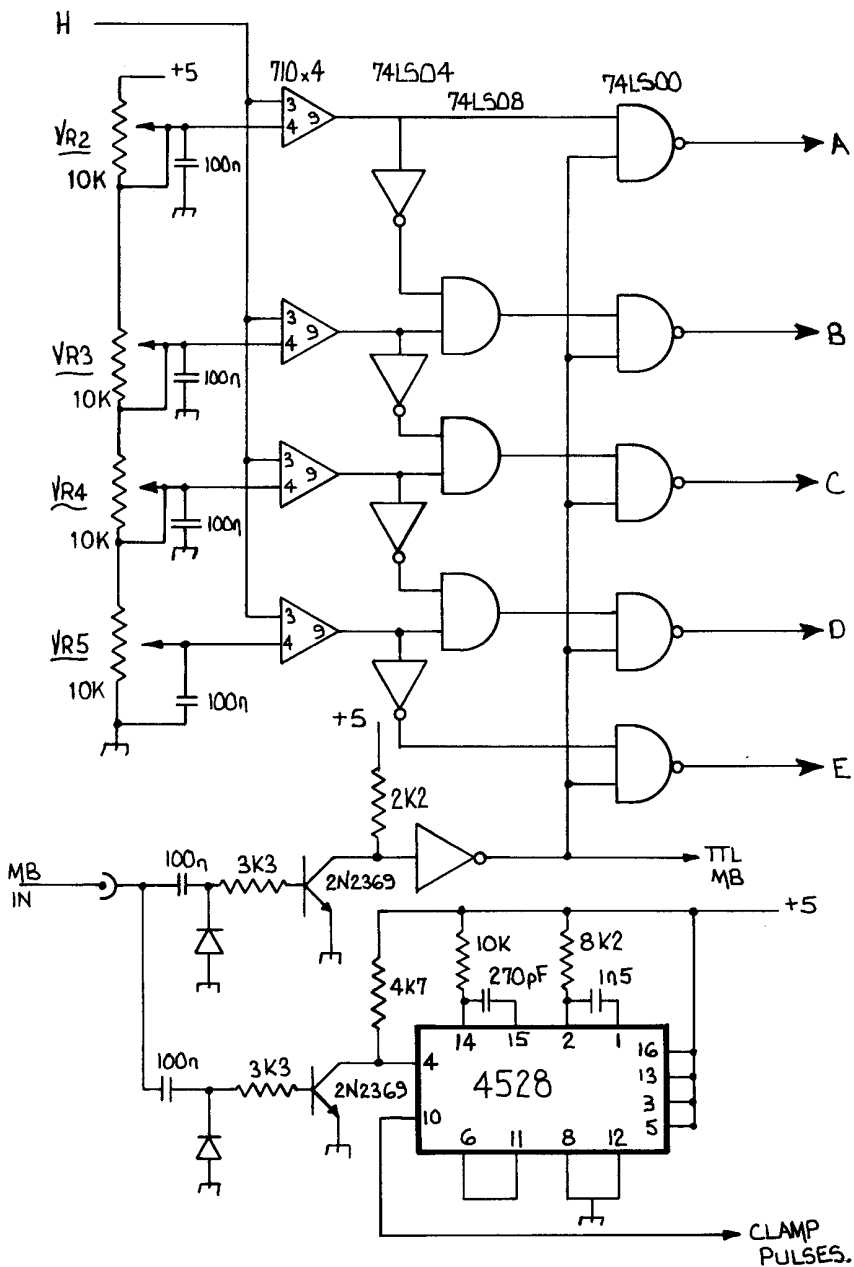 H
+5
710x4
74LS04
74LS08
74LS00
3
4
9
VR2
10K
100n
A
3
4
9
VR3
10K
100n
B
3
4
9
VR4
10K
100n
C
3
4
9
VR5
10K
100n
D
+5
2K2
E
MB
IN
100n
3K3
2N2369
TTL
MB
+5
10K
8K2
4K7
270pF
1n5
100n
3K3
2N2369
14
15
2
1
4
10
4528
16
13
3
5
6
11
8
12
CLAMP
PULSES.